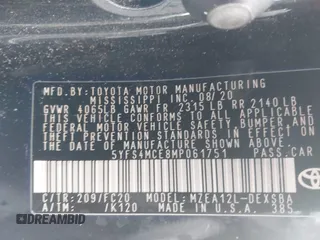 MFD.BY:TOYOTA MOTOR MANUFACTURING
MISSISSIPPI INC. 08/20
GVWR 4065LB GAWR FR 2315 LB RR 2140 LB
THIS VEHICLE CONFORMS TO ALL APPLICABLE
FEDERAL MOTOR VEHICLE SAFETY, BUMPER, AND
THEFT PREVENTION STANDARDS IN EFFECT ON
THE DATE OF MANUFACTURE SHOWN ABOVE.
5YFS4MCE8MP061751 PASS.CAR
C/TR:209/FC20 MODEL: MZEA12L-DEXSBA
A/TM: /K120 MADE IN U.S.A. 385
TOYOTA